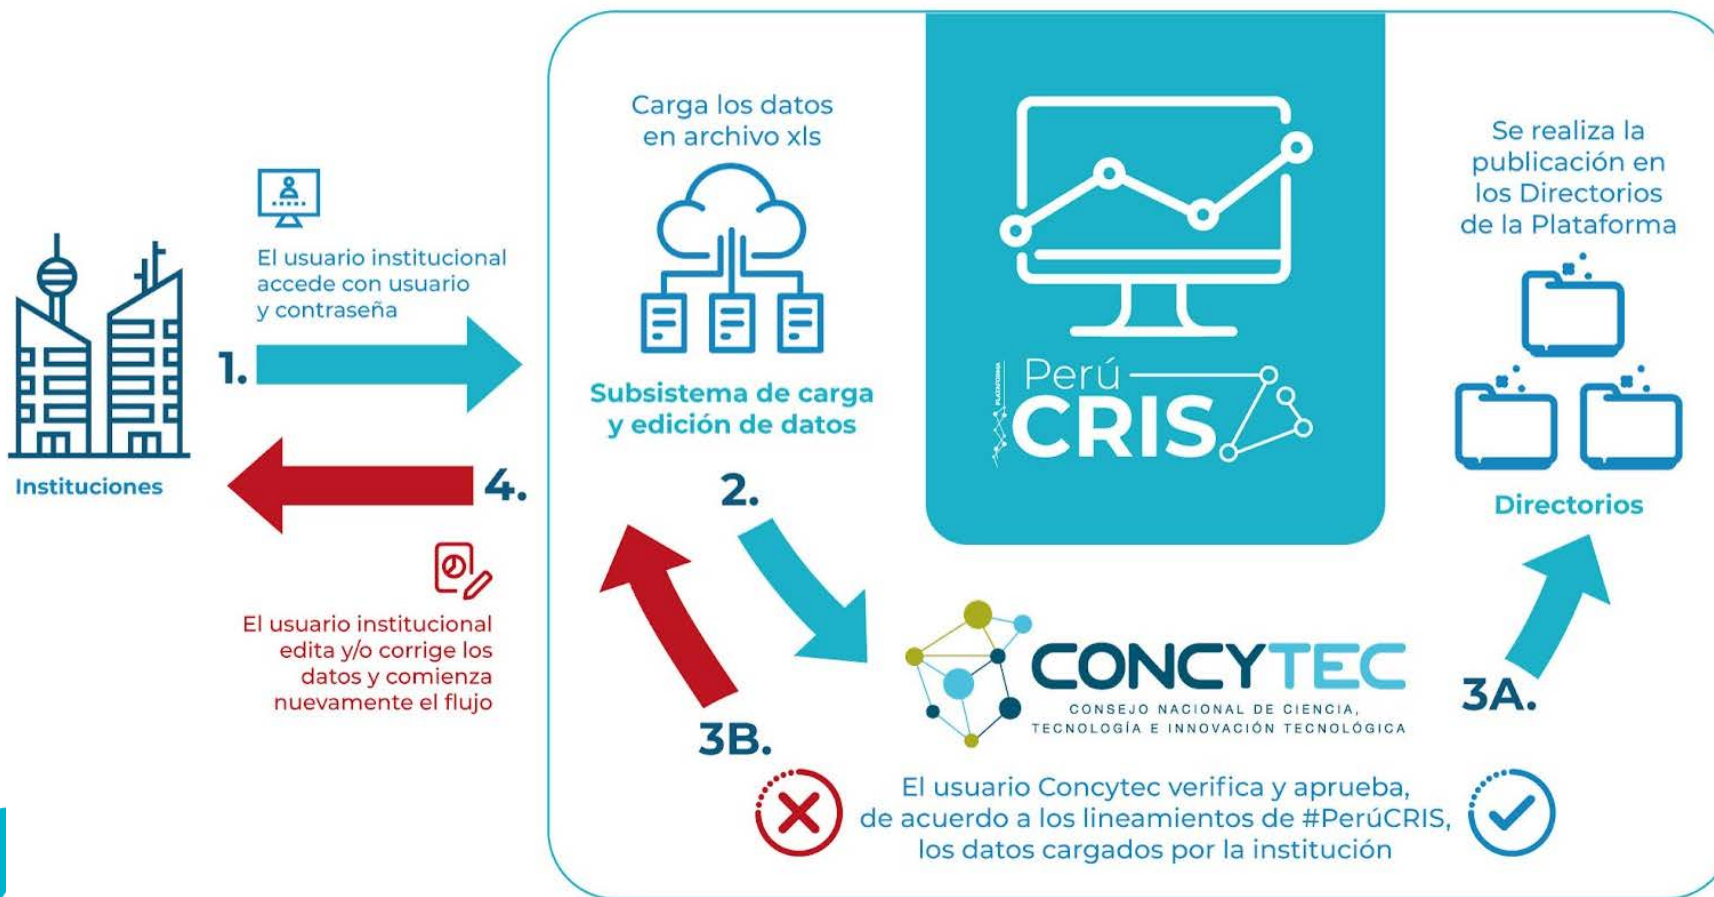 El usuario institucional
accede con usuario
y contraseña
1.
Instituciones
4.
El usuario institucional
edita y/o corrige los
datos y comienza
nuevamente el flujo
Carga los datos
en archivo xls
Subsistema de carga
y edición de datos
2.
3B.
PLATAFORMA
Perú
CRIS
CONCYTEC
CONSEJO NACIONAL DE CIENCIA,
TECNOLOGÍA E INNOVACIÓN TECNOLÓGICA
El usuario Concytec verifica y aprueba,
de acuerdo a los lineamientos de #PerúCRIS,
los datos cargados por la institución
3A.
Se realiza la
publicación en
los Directorios
de la Plataforma
Directorios